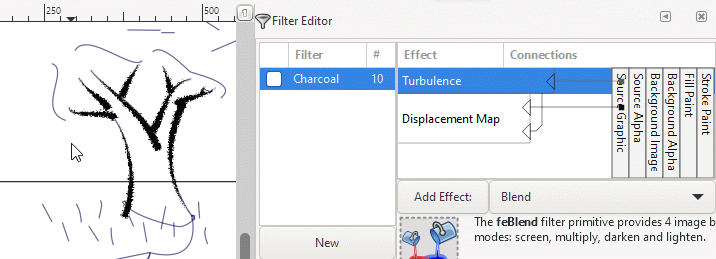 250
500
Filter Editor
Filter
#
Effect
Connections
Charcoal
10
Turbulence
Displacement Map
Source Graphic
Source Alpha
Background Image
Background Alpha
Fill Paint
Stroke Paint
Add Effect:
Blend
New
The feBlend filter primitive provides 4 image b
modes: screen, multiply, darken and lighten.